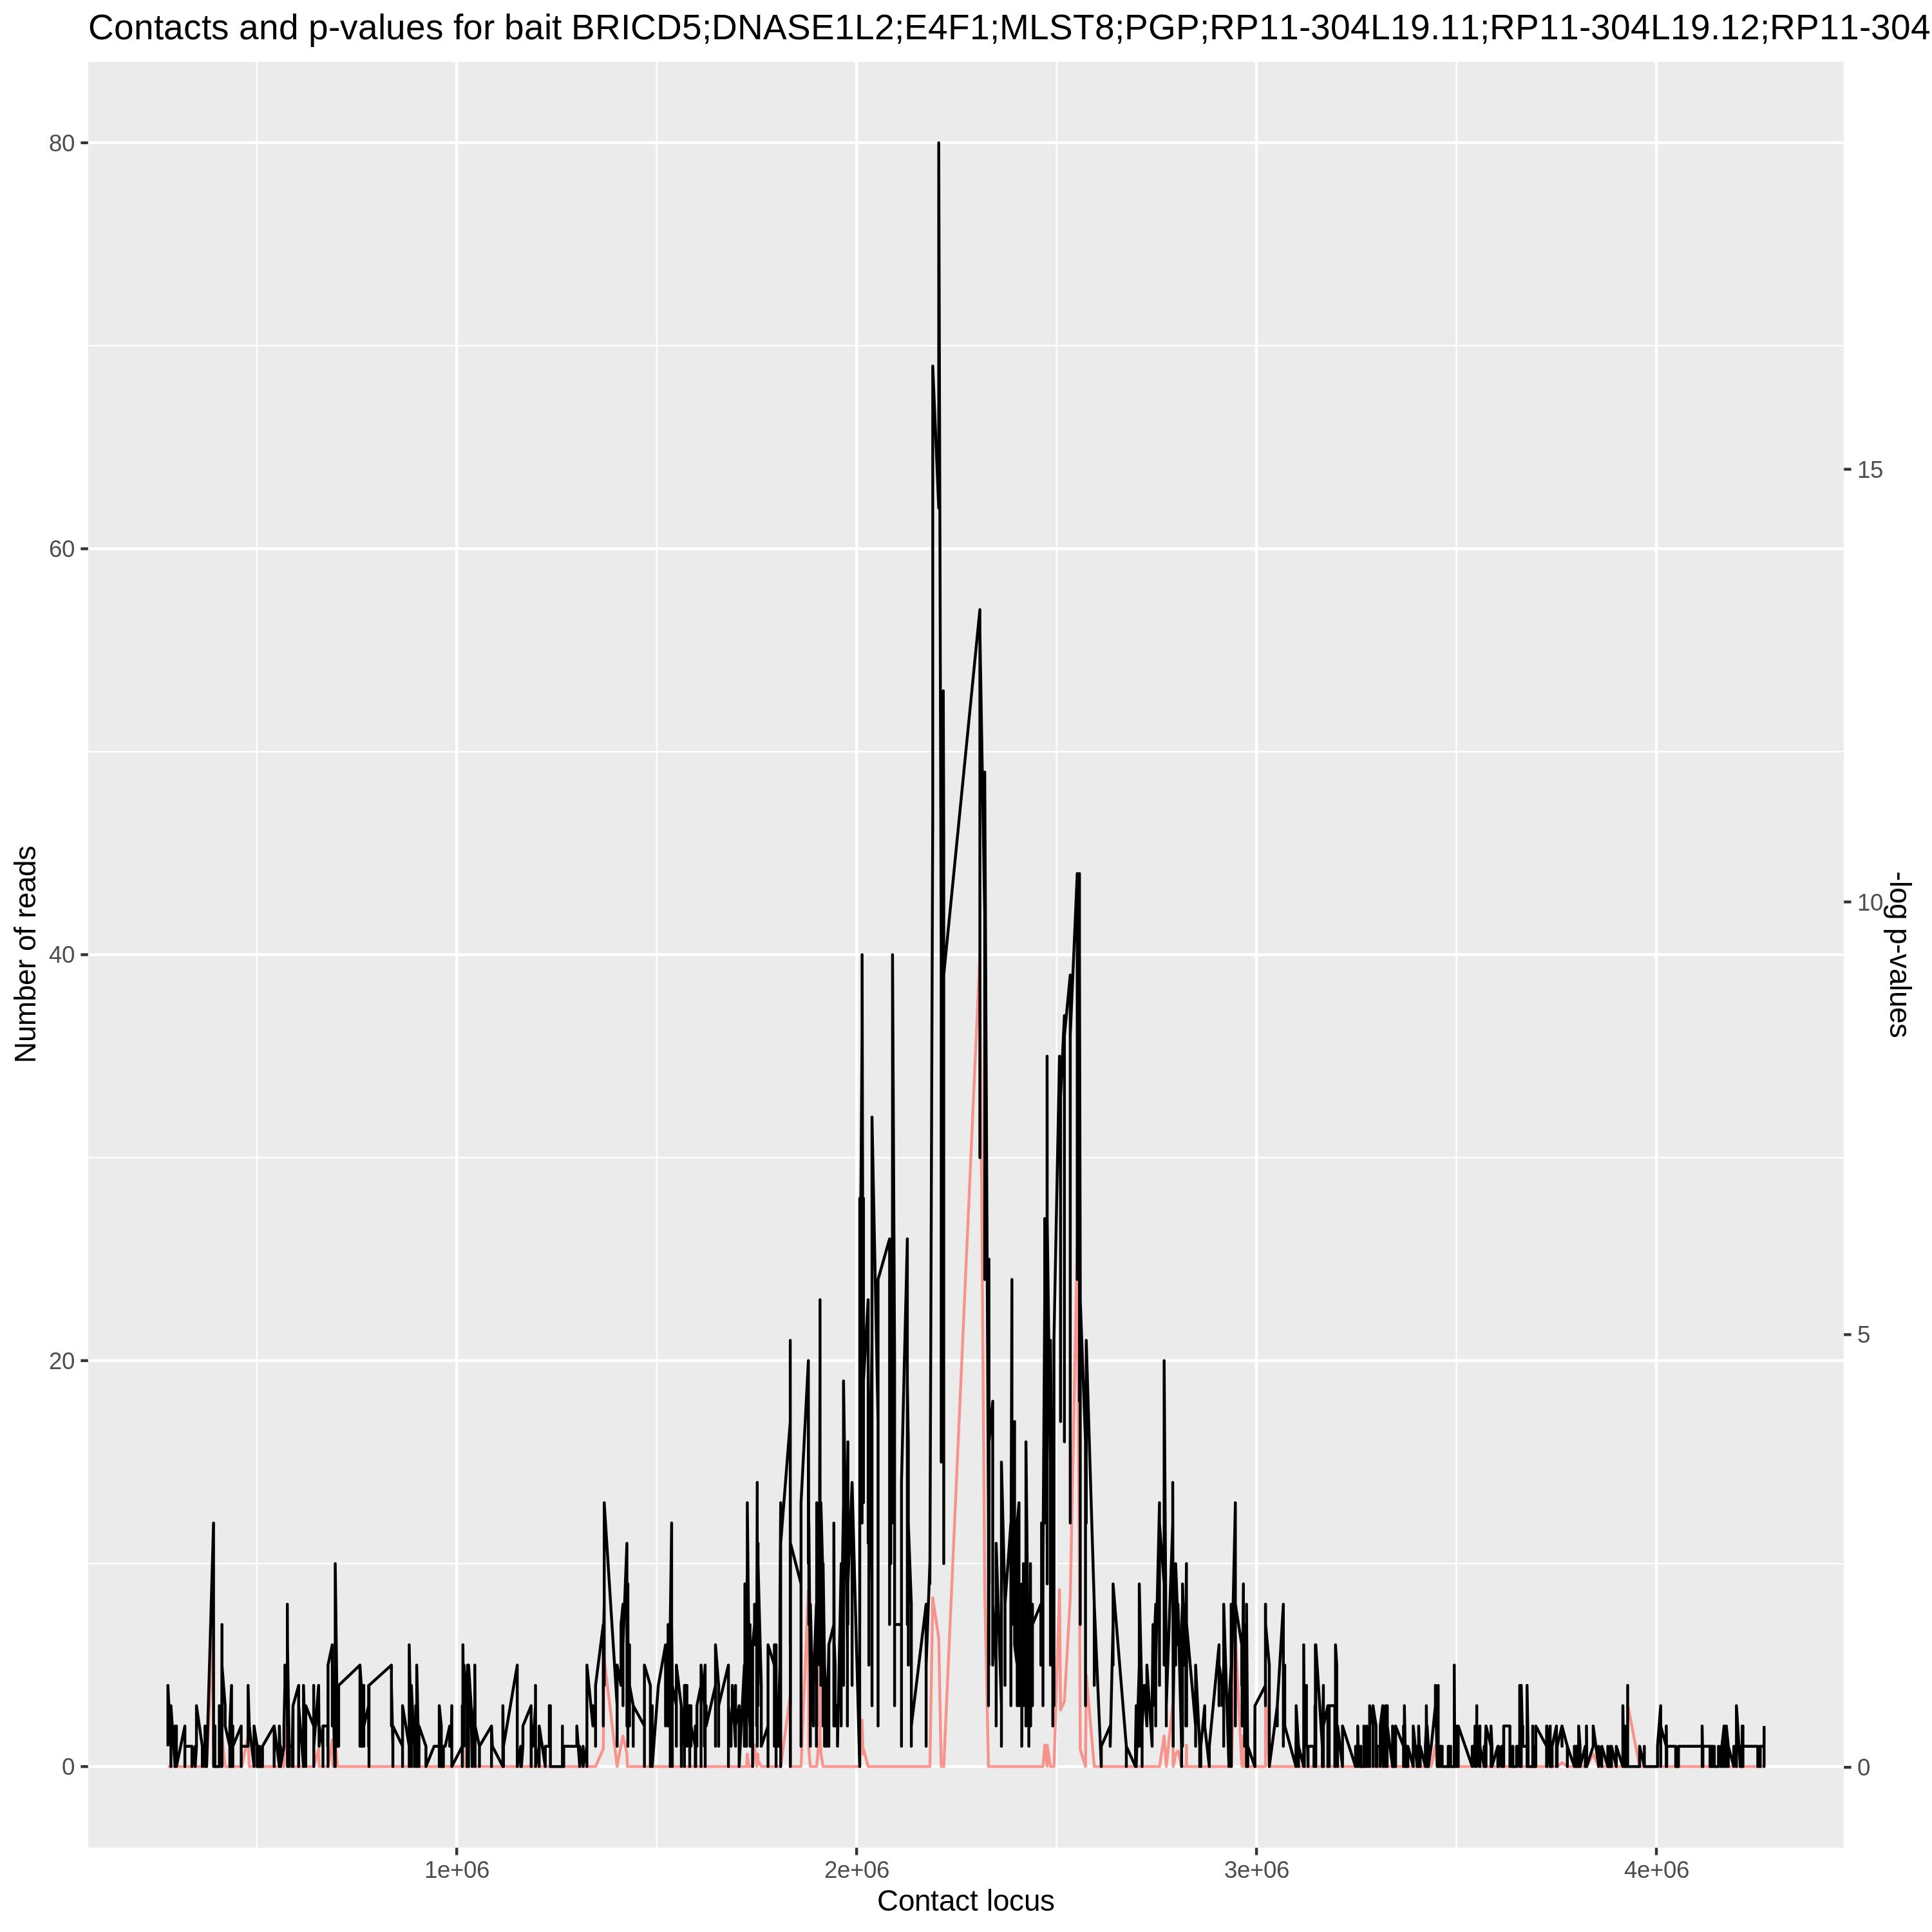 Contacts and p-values for bait BRICD5;DNASE1L2;E4F1;MLST8;PGP;RP11-304L19.11;RP11-304L19.12;RP11-304
80
60
40
20
0
Number of reads
15
10
5
0
-log p-values
1e+06
2e+06
3e+06
4e+06
Contact locus